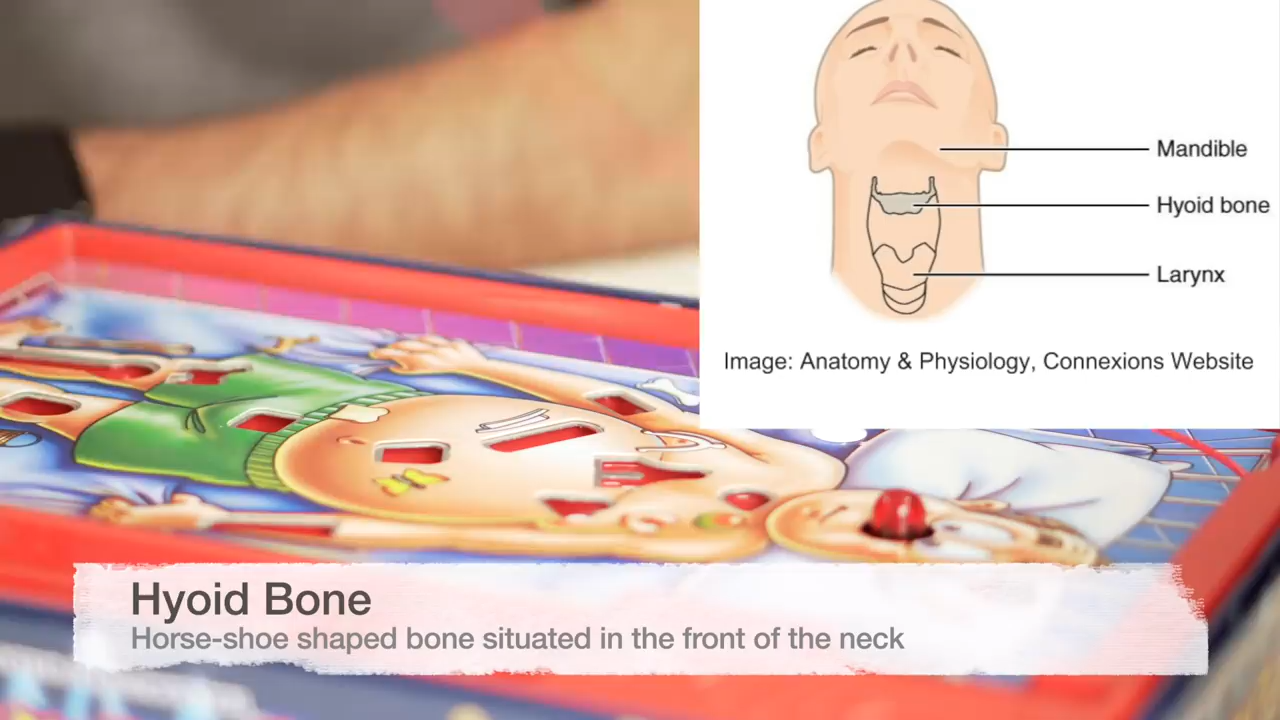 Mandible
Hyoid bone
Larynx
Image: Anatomy & Physiology, Connexions Website
Hyoid Bone
Horse-shoe shaped bone situated in the front of the neck